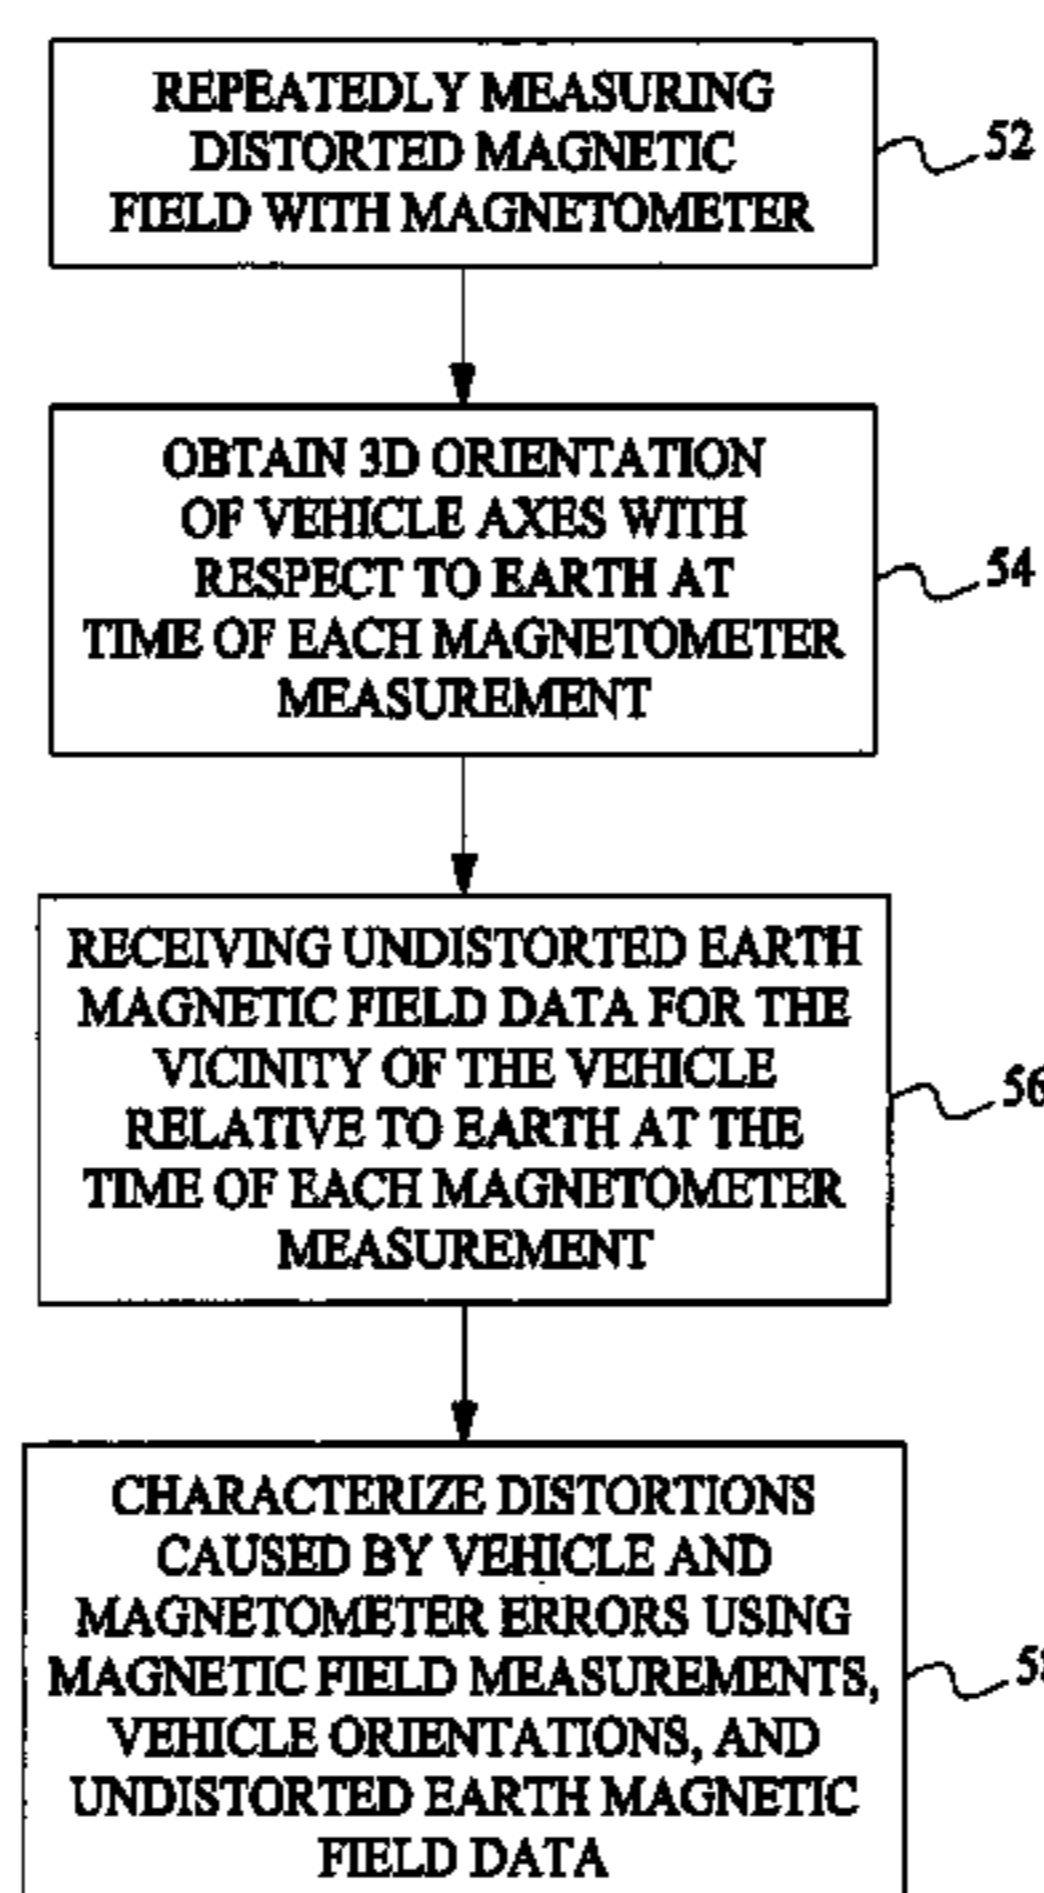 REPEATEDLY MEASURING
DISTORTED MAGNETIC
FIELD WITH MAGNETOMETER
52
OBTAIN 3D ORIENTATION
OF VEHICLE AXES WITH
RESPECT TO EARTH AT
TIME OF EACH MAGNETOMETER
MEASUREMENT
54
RECEIVING UNDISTORTED EARTH
MAGNETIC FIELD DATA FOR THE
VICINITY OF THE VEHICLE
RELATIVE TO EARTH AT THE
TIME OF EACH MAGNETOMETER
MEASUREMENT
56
CHARACTERIZE DISTORTIONS
CAUSED BY VEHICLE AND
MAGNETOMETER ERRORS USING
MAGNETIC FIELD MEASUREMENTS,
VEHICLE ORIENTATIONS, AND
UNDISTORTED EARTH MAGNETIC
FIELD DATA
58